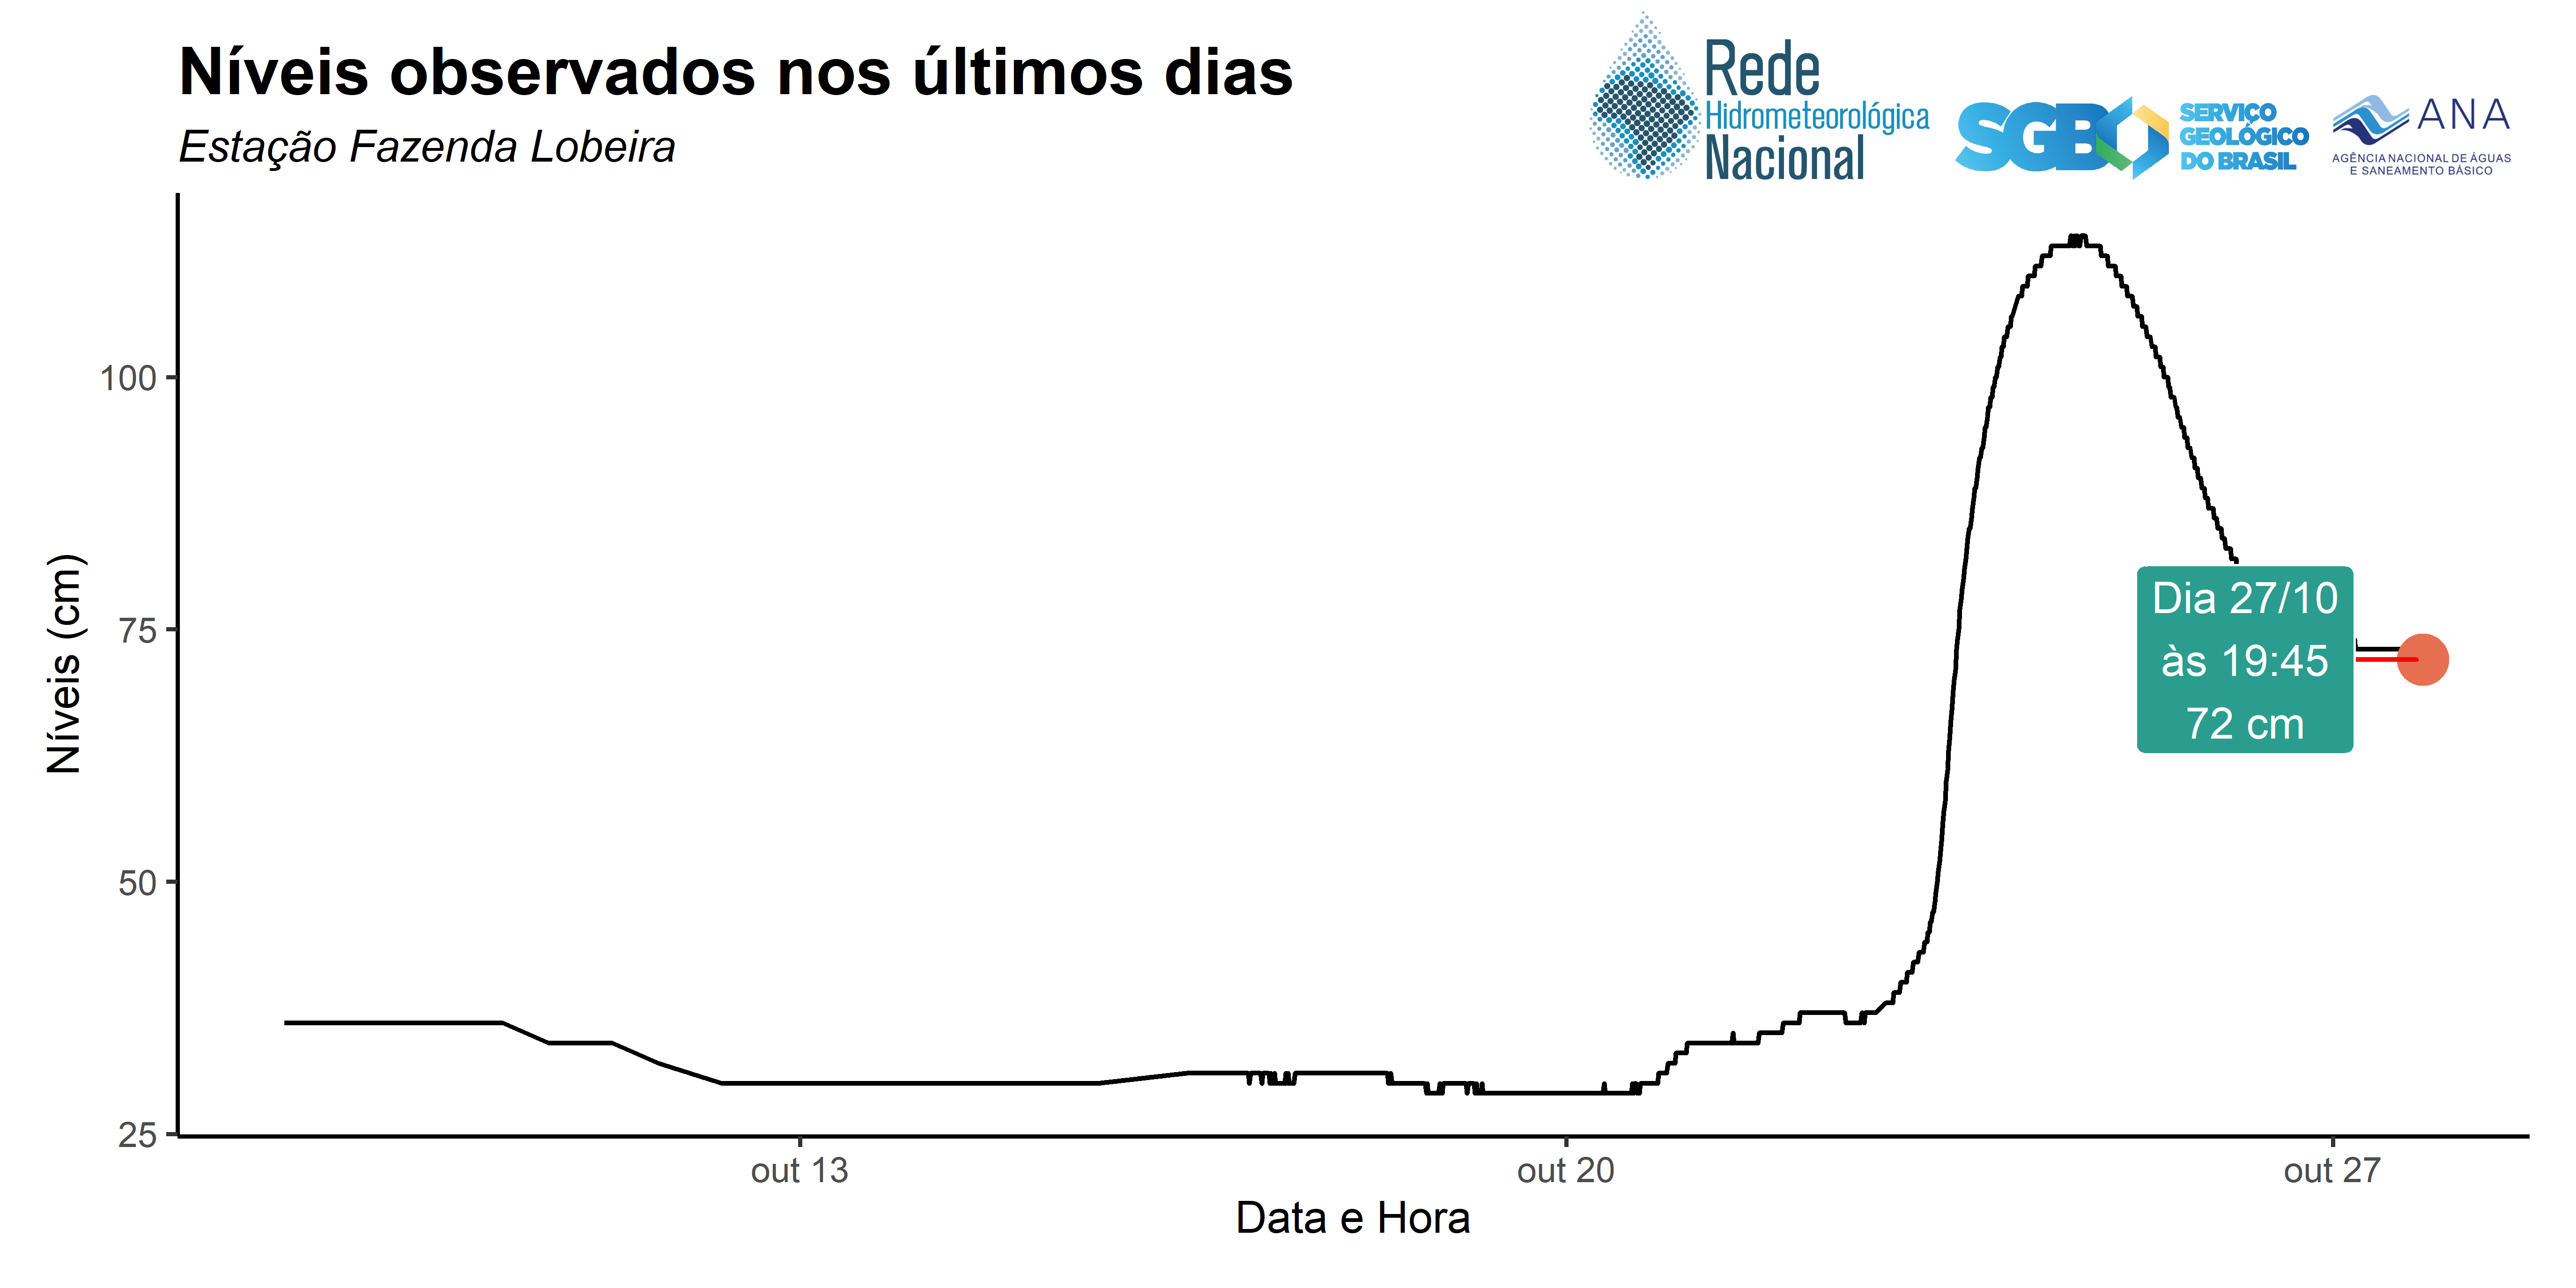 Níveis observados nos últimos dias
Estação Fazenda Lobeira
Rede
Hidrometeorológica
Nacional
SGB
SERVIÇO
GEOLÓGICO
DO BRASIL
ANA
AGÊNCIA NACIONAL DE ÁGUAS
E SANEAMENTO BÁSICO
Níveis (cm)
100
75
50
25
Dia 27/10
às 19:45
72 cm
out 13
out 20
out 27
Data e Hora